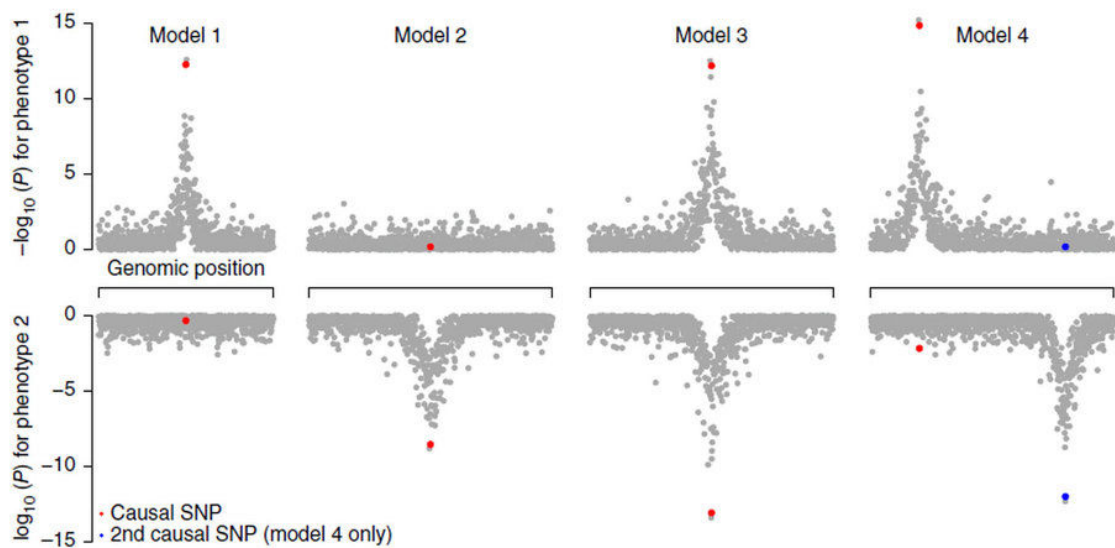 Model 1
Model 2
Model 3
Model 4
−log10 (P) for phenotype 1
15
10
5
0
Genomic position
log10 (P) for phenotype 2
0
−5
−10
−15
Causal SNP
2nd causal SNP (model 4 only)